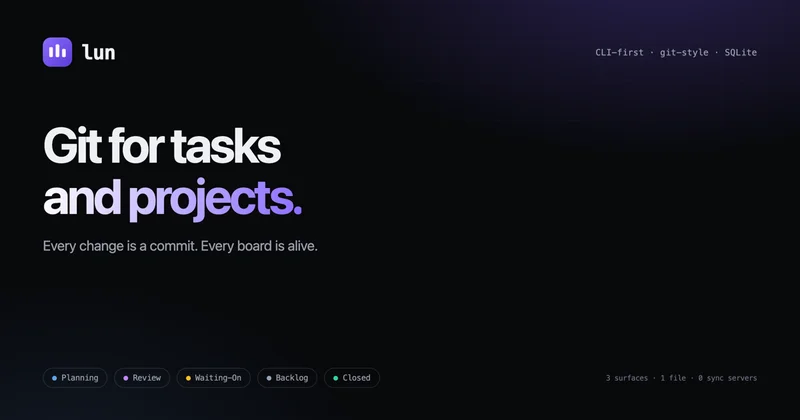 lun
CLI-first · git-style · SQLite
Git for tasks
and projects.
Every change is a commit. Every board is alive.
Planning
Review
Waiting-On
Backlog
Closed
3 surfaces · 1 file · 0 sync servers